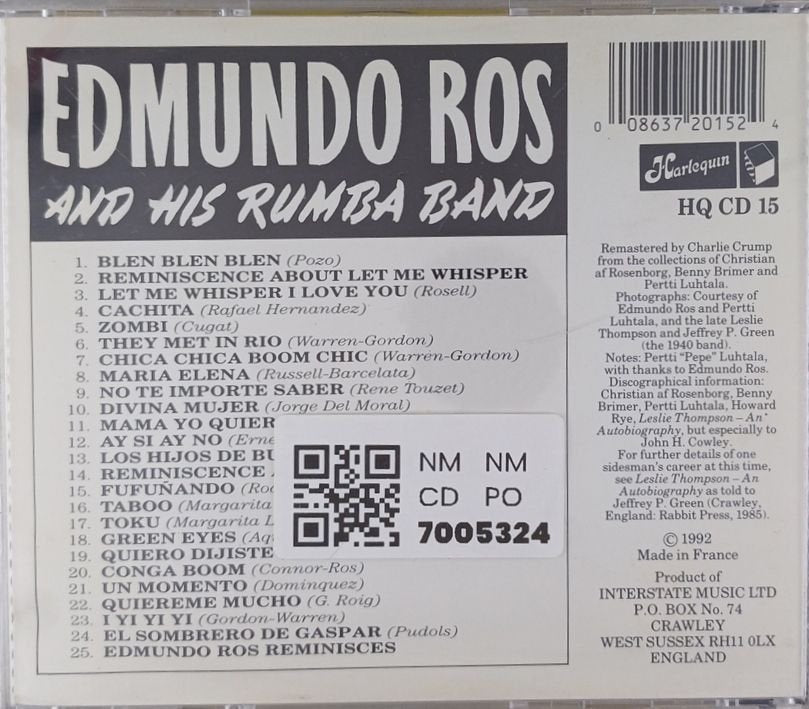 EDMUNDO ROS
AND HIS RUMBA BAND
1. BLEN BLEN BLEN (Pozo)
2. REMINISCENCE ABOUT LET ME WHISPER
3. LET ME WHISPER I LOVE YOU (Rosell)
4. CACHITA (Rafael Hernandez)
5. ZOMBI (Cugat)
6. THEY MET IN RIO (Warren-Gordon)
7. CHICA CHICA BOOM CHIC (Warren-Gordon)
8. MARIA ELENA (Russell-Barcelata)
9. NO TE IMPORTE SABER (Rene Touzet)
10. DIVINA MUJER (Jorge Del Moral)
11. MAMA YO QUIER
12. AY SI AY NO (Erne
13. LOS HIJOS DE BU
14. REMINISCENCE
15. FUFUÑANDO (Ro
16. TABOO (Margarita
17. TOKU (Margarita L
18. GREEN EYES (Aq
19. QUIERO DIJISTE
20. CONGA BOOM (Connor-Ros)
21. UN MOMENTO (Dominquez)
22. QUIEREME MUCHO (G. Roig)
23. I YI YI YI (Gordon-Warren)
24. EL SOMBRERO DE GASPAR (Pudols)
25. EDMUNDO ROS REMINISCES
NM NM
CD PO
7005324
0 08637 20152 4
Harlequin
HQ CD 15
Remastered by Charlie Crump
from the collections of Christian
af Rosenborg, Benny Brimer and
Pertti Luhtala.
Photographs: Courtesy of
Edmundo Ros and Pertti
Luhtala, and the late Leslie
Thompson and Jeffrey P. Green
(the 1940 band).
Notes: Pertti "Pepe" Luhtala,
with thanks to Edmundo Ros.
Discographical information:
Christian af Rosenborg, Benny
Brimer, Pertti Luhtala, Howard
Rye, Leslie Thompson – An
Autobiography, but especially to
John H. Cowley.
For further details of one
sidesman's career at this time,
see Leslie Thompson – An
Autobiography as told to
Jeffrey P. Green (Crawley,
England: Rabbit Press, 1985).
© 1992
Made in France
Product of
INTERSTATE MUSIC LTD
P.O. BOX No. 74
CRAWLEY
WEST SUSSEX RH11 0LX
ENGLAND